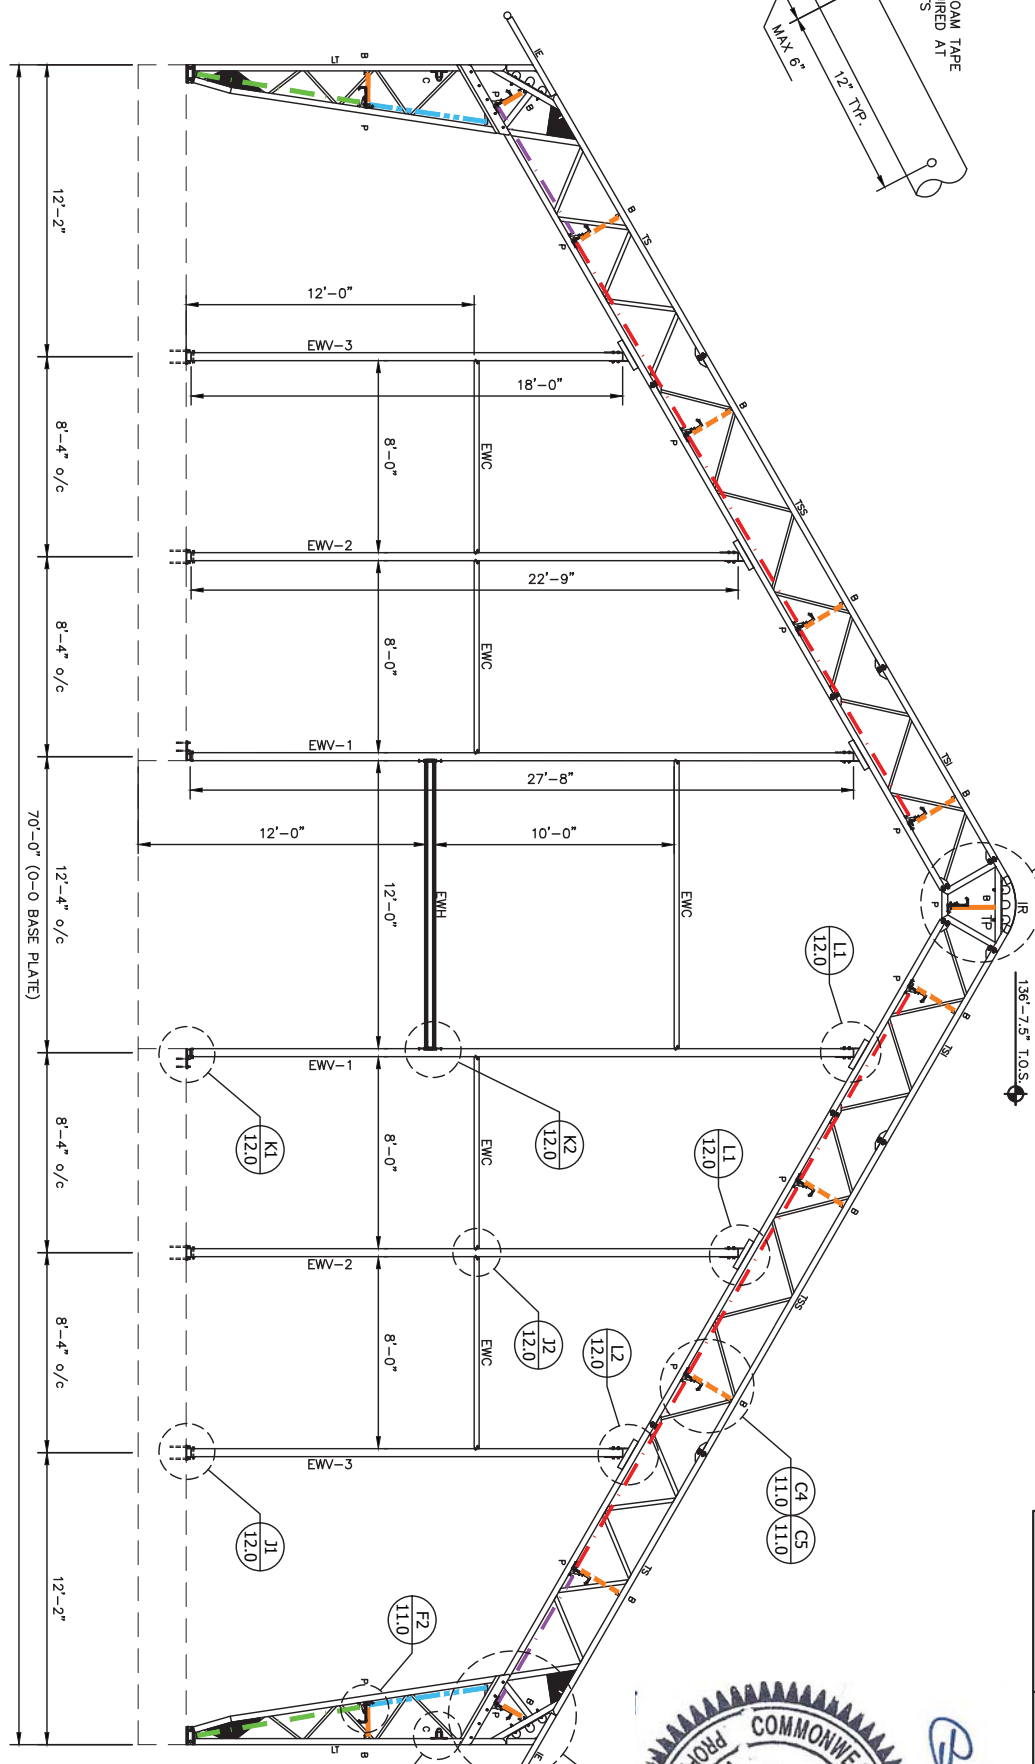 OAM TAPE
IRED AT
TS
MAX 6"
12" TYP.
IE
LT
B
P
C
P
B
B
TS
P
B
P
TSS
B
P
TSI
B
P
IR
B
TP
P
136'-7.5" T.O.S.
B
P
TSI
B
P
TSS
B
P
TS
B
P
B
P
IE
P
B
C
LT
12'-0"
EWV-3
18'-0"
EWC
8'-0"
EWV-2
22'-9"
EWC
8'-0"
EWV-1
27'-8"
12'-0"
10'-0"
EWH
EWC
12'-0"
EWV-1
EWC
8'-0"
EWV-2
EWC
8'-0"
EWV-3
L1
12.0
K1
12.0
K2
12.0
L1
12.0
J2
12.0
L2
12.0
J1
12.0
C4
11.0
C5
11.0
F2
11.0
12'-2"
8'-4" o/c
8'-4" o/c
12'-4" o/c
8'-4" o/c
8'-4" o/c
12'-2"
70'-0" (O-O BASE PLATE)